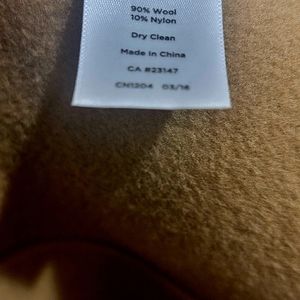 90% Wool
10% Nylon
Dry Clean
Made in China
CA #23147
CN1204 03/16